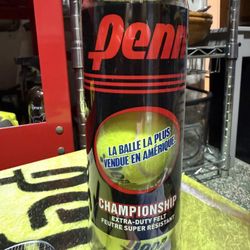 Penn
LA BALLE LA PLUS
VENDUE EN AMÉRIQUE
CHAMPIONSHIP
EXTRA-DUTY FELT
FEUTRE SUPER RESISTANT